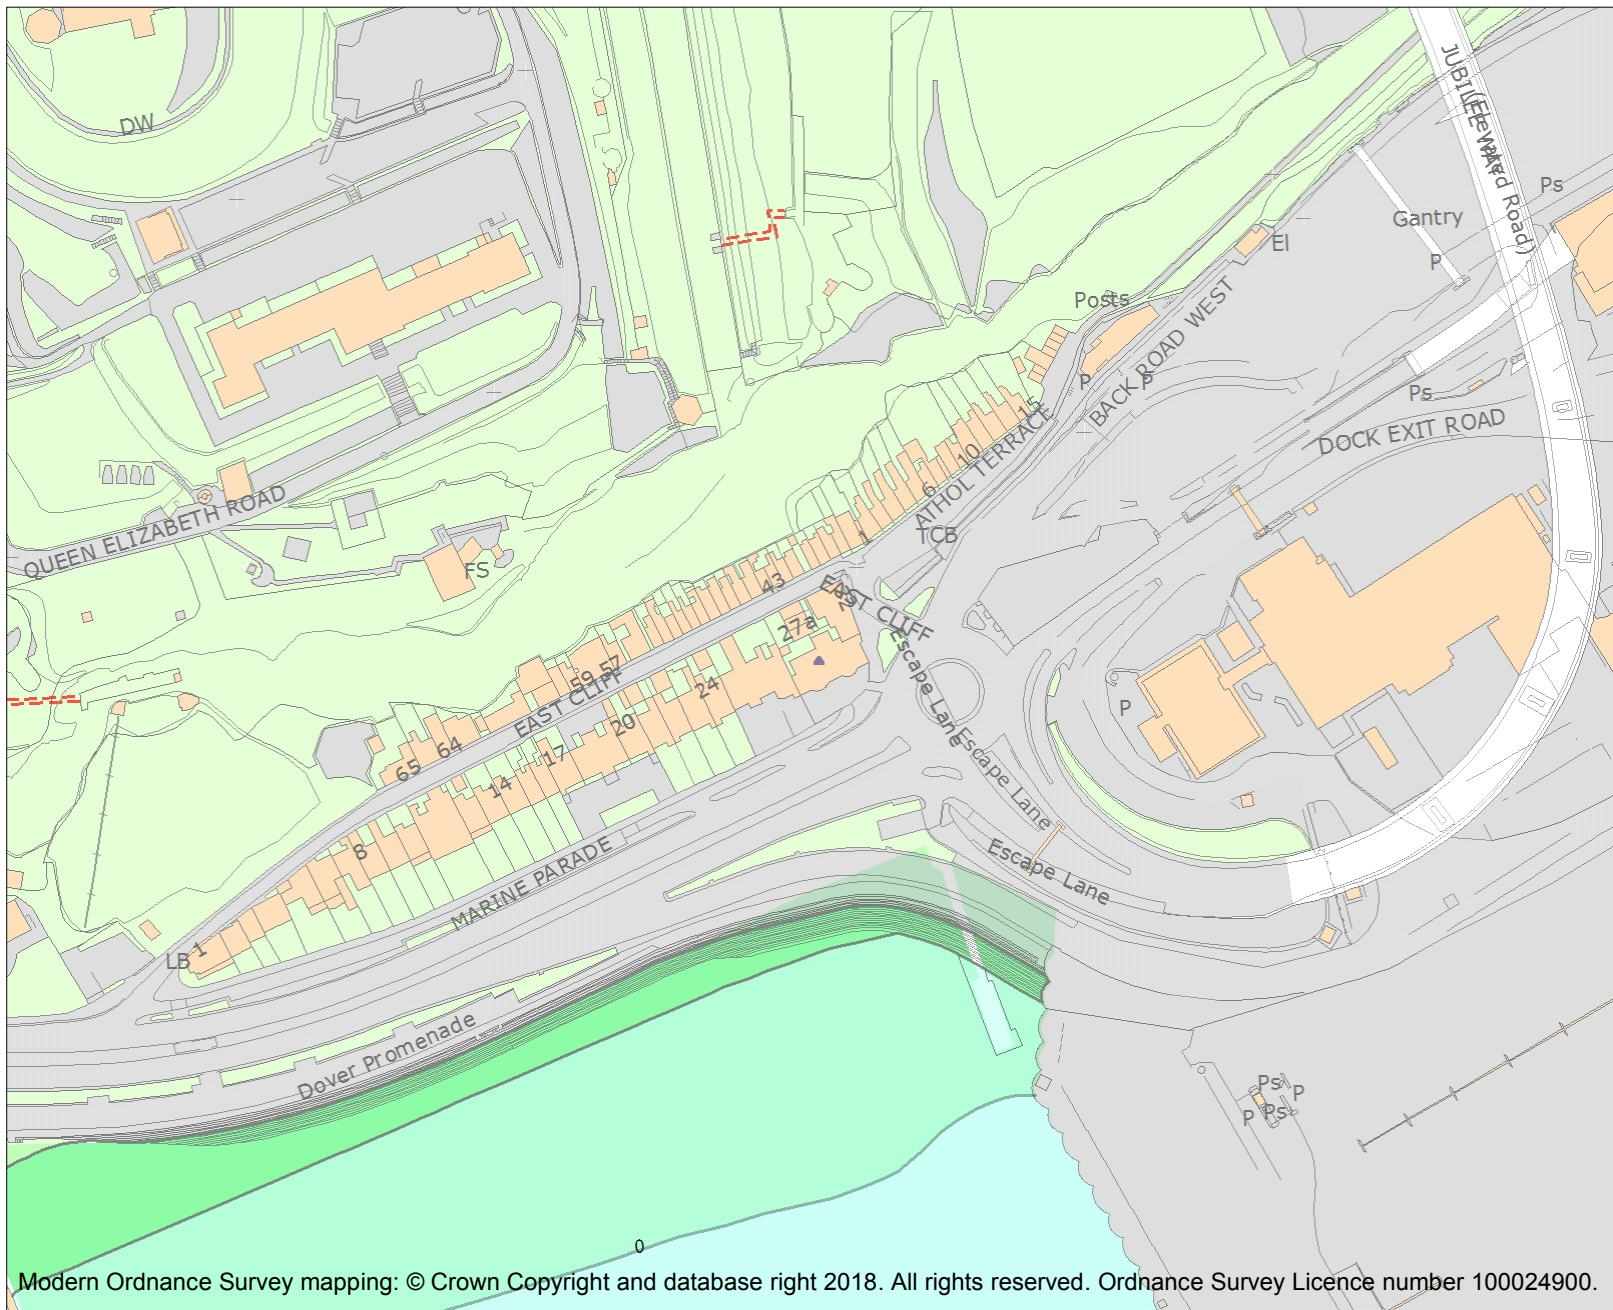 JUBILEE WAY
(Elevated Road)
DW
Ps
Gantry
EI
P
Posts
BACK ROAD WEST
P
P
Ps
15
DOCK EXIT ROAD
10
ATHOL TERRACE
6
QUEEN ELIZABETH ROAD
TCB
1
FS
43
EAST CLIFF
27a
Escape Lane
59
57
24
P
EAST CLIFF
20
64
17
65
14
Escape Lane
8
Escape Lane
MARINE PARADE
LB
1
Dover Promenade
Ps
P
P
Ps
0
Modern Ordnance Survey mapping: © Crown Copyright and database right 2018. All rights reserved. Ordnance Survey Licence number 100024900.